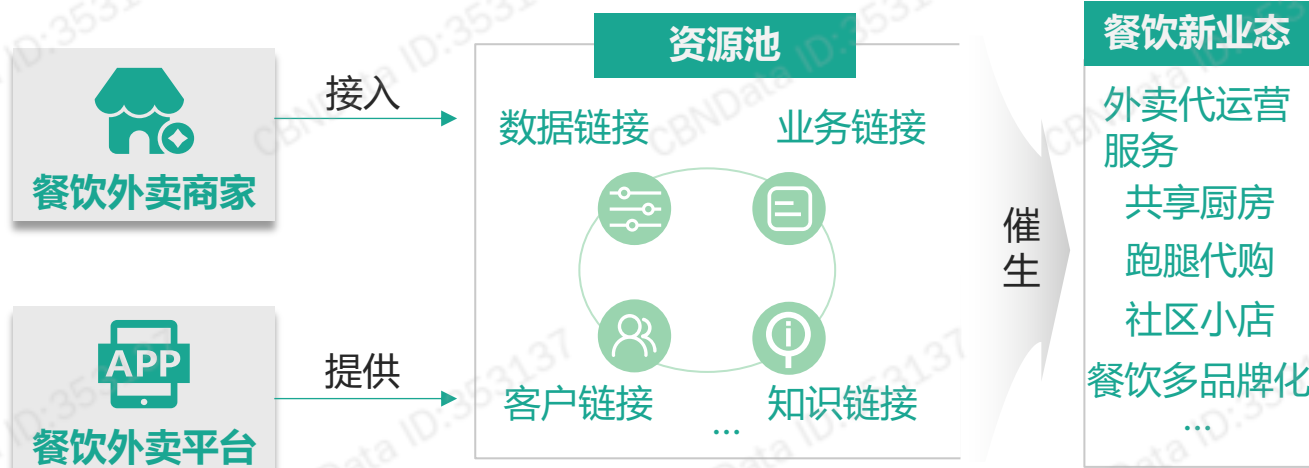 资源池
餐饮新业态
接入
数据链接
业务链接
外卖代运营
服务
餐饮外卖商家
共享厨房
催生
跑腿代购
社区小店
APP
提供
客户链接
知识链接
...
餐饮多品牌化
...
餐饮外卖平台
CBNData ID:353137